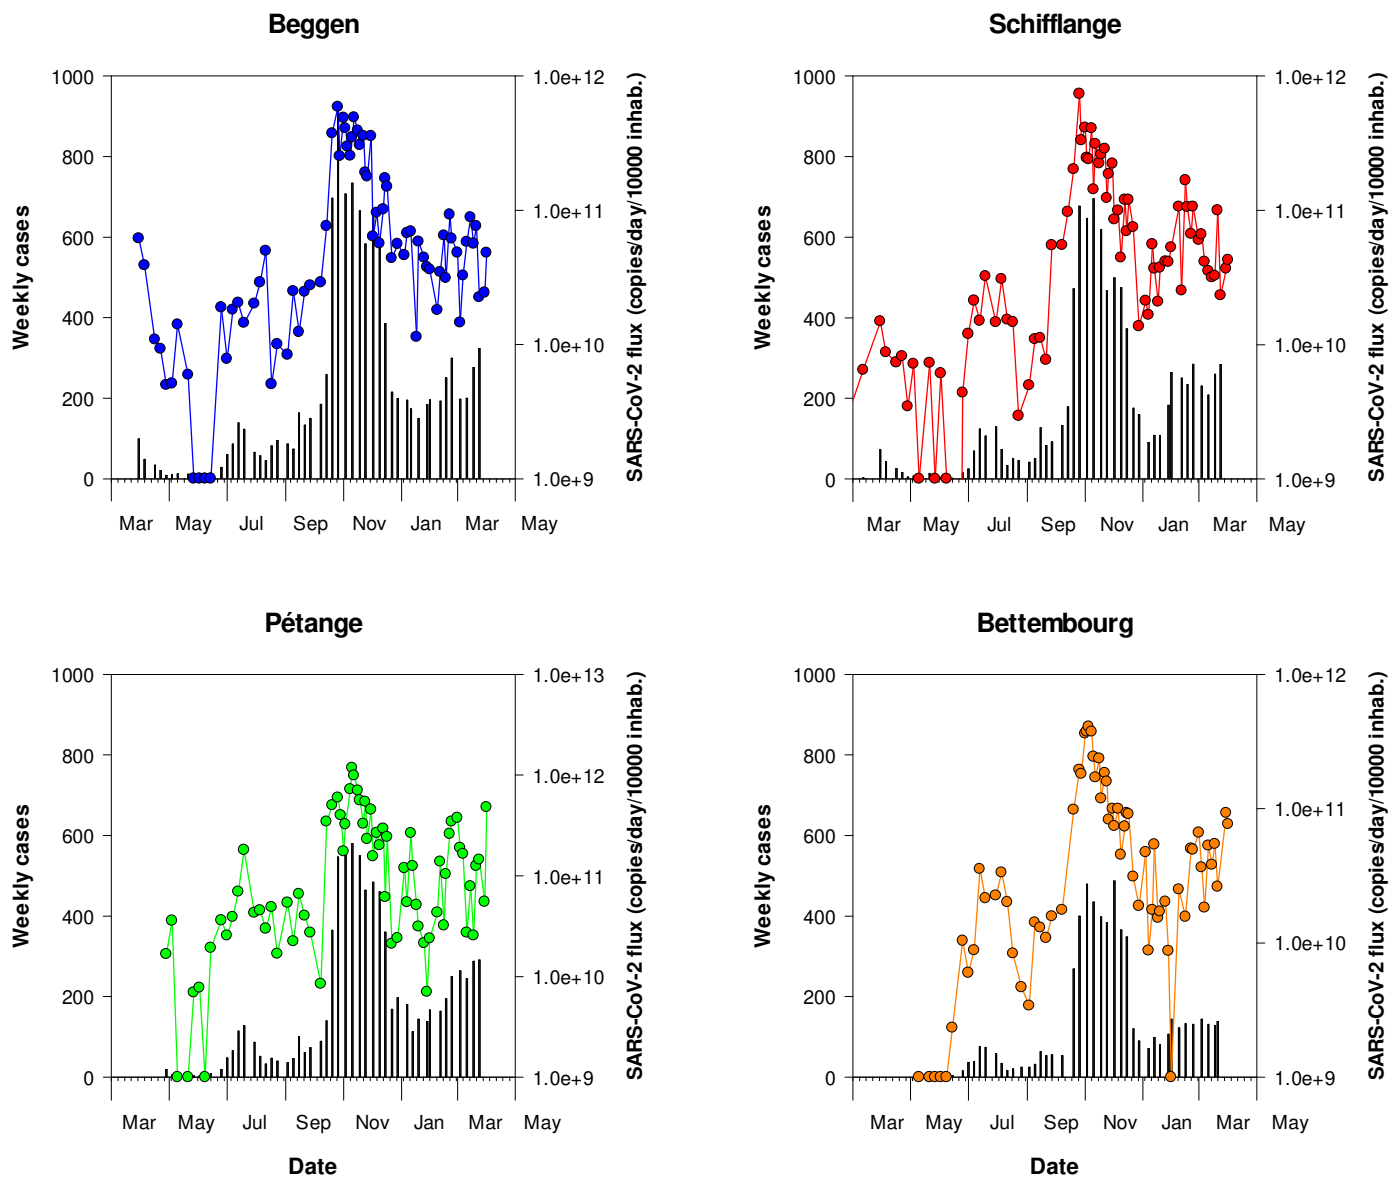 Beggen
1000
800
600
400
200
0
Weekly cases
1.0e+12
1.0e+11
1.0e+10
1.0e+9
SARS-CoV-2 flux (copies/day/10000 inhab.)
Mar May Jul Sep Nov Jan Mar May
Schifflange
1000
800
600
400
200
0
Weekly cases
1.0e+12
1.0e+11
1.0e+10
1.0e+9
SARS-CoV-2 flux (copies/day/10000 inhab.)
Mar May Jul Sep Nov Jan Mar May
Pétange
1000
800
600
400
200
0
Weekly cases
1.0e+13
1.0e+12
1.0e+11
1.0e+10
1.0e+9
SARS-CoV-2 flux (copies/day/10000 inhab.)
Mar May Jul Sep Nov Jan Mar May
Date
Bettembourg
1000
800
600
400
200
0
Weekly cases
1.0e+12
1.0e+11
1.0e+10
1.0e+9
SARS-CoV-2 flux (copies/day/10000 inhab.)
Mar May Jul Sep Nov Jan Mar May
Date